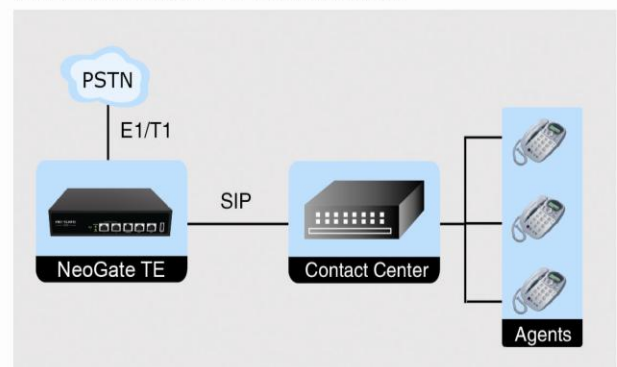 PSTN
E1/T1
SIP
NeoGate TE
Contact Center
Agents